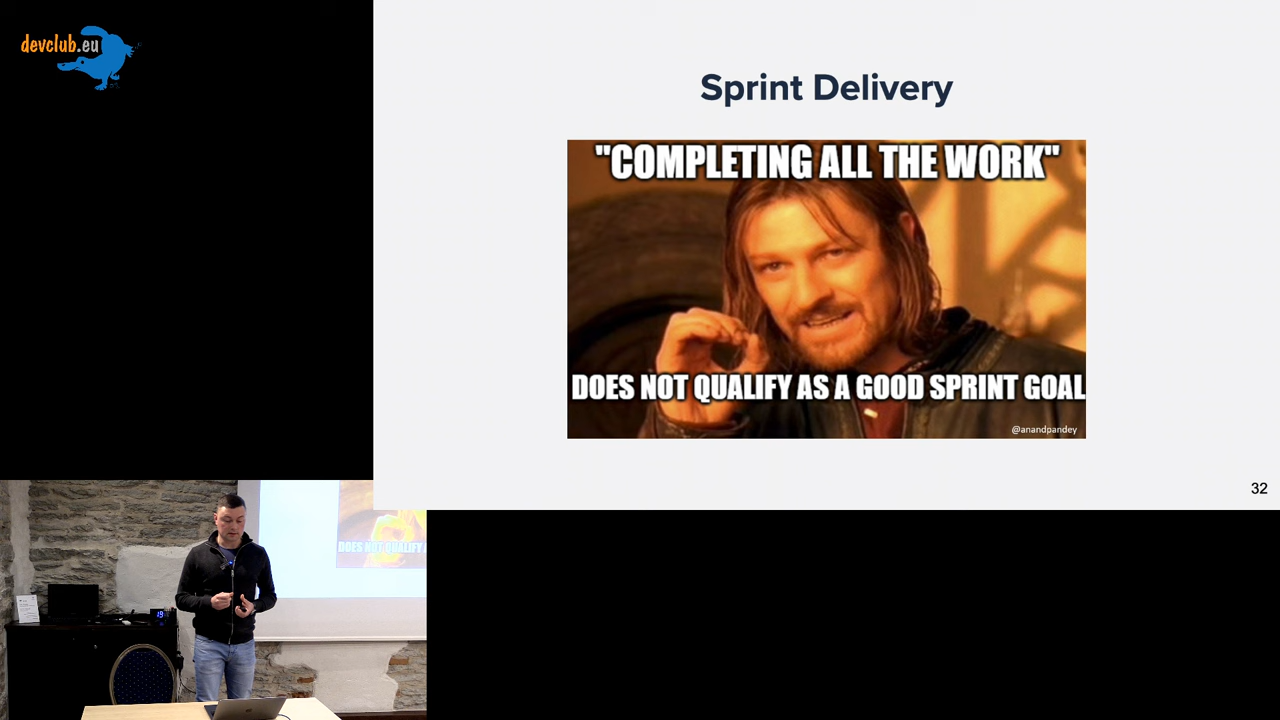 devclub.eu
Sprint Delivery
"COMPLETING ALL THE WORK"
DOES NOT QUALIFY AS A GOOD SPRINT GOAL
@anandpandey
32
DOES NOT QUALIFY
19